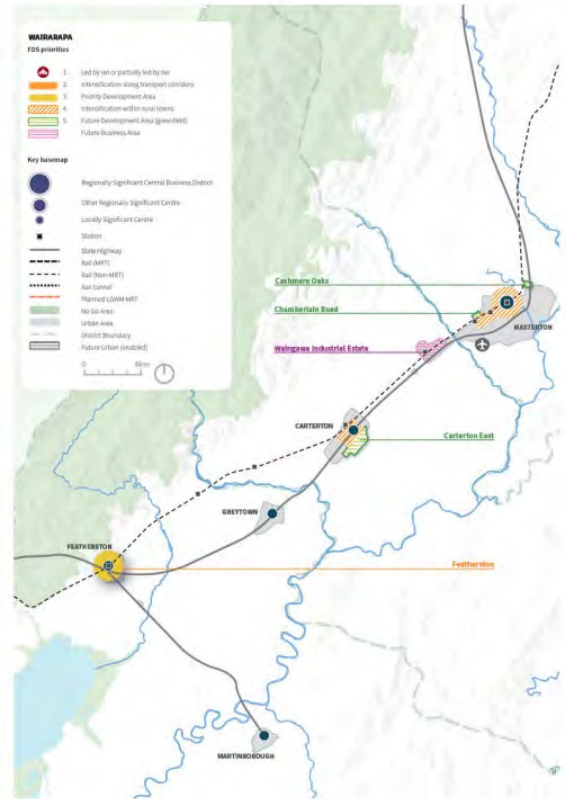 WAIRARAPA
FDS priorities
1. Led by iwi or partially led by iwi
2. Intensification along transport corridors
3. Priority Development Area
4. Intensification within rural towns
5. Future Development Area (greenfield)
Future Business Area
Key basemap
Regionally Significant Central Business District
Other Regionally Significant Centre
Locally Significant Centre
Station
State Highway
Rail (MRT)
Rail (Non-MRT)
Rail tunnel
Planned LGWM MRT
No Go Area
Urban Area
District Boundary
Future Urban (enabled)
0
Cashmere Oaks
Chamberlain Road
MASTERTON
Waingawa Industrial Estate
CARTERTON
Carterton East
GREYTOWN
FEATHERSTON
Featherston
MARTINBOROUGH